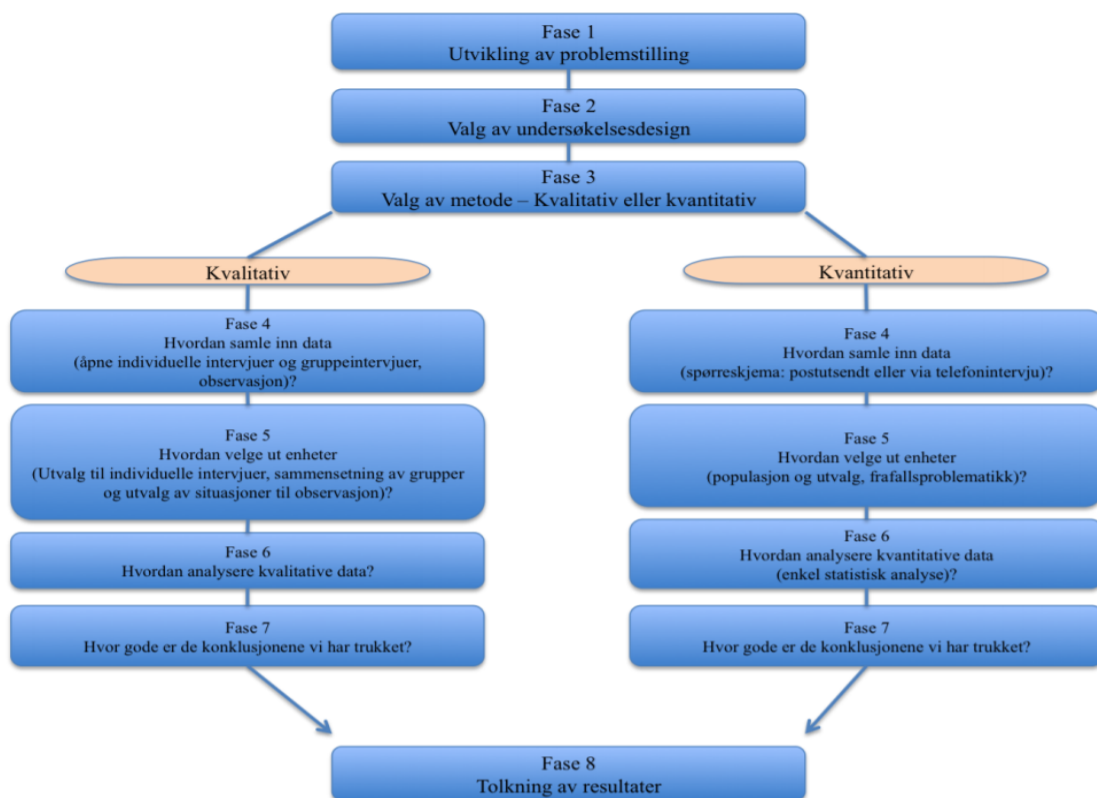 Fase 1
Utvikling av problemstilling
Fase 2
Valg av undersøkelsesdesign
Fase 3
Valg av metode – Kvalitativ eller kvantitativ
Kvalitativ
Fase 4
Hvordan samle inn data
(åpne individuelle intervjuer og gruppeintervjuer,
observasjon)?
Fase 5
Hvordan velge ut enheter
(Utvalg til individuelle intervjuer, sammensetning av grupper
og utvalg av situasjoner til observasjon)?
Fase 6
Hvordan analysere kvalitative data?
Fase 7
Hvor gode er de konklusjonene vi har trukket?
Kvantitativ
Fase 4
Hvordan samle inn data
(spørreskjema: postutsendt eller via telefonintervju)?
Fase 5
Hvordan velge ut enheter
(populasjon og utvalg, frafallsproblematikk)?
Fase 6
Hvordan analysere kvantitative data
(enkel statistisk analyse)?
Fase 7
Hvor gode er de konklusjonene vi har trukket?
Fase 8
Tolkning av resultater